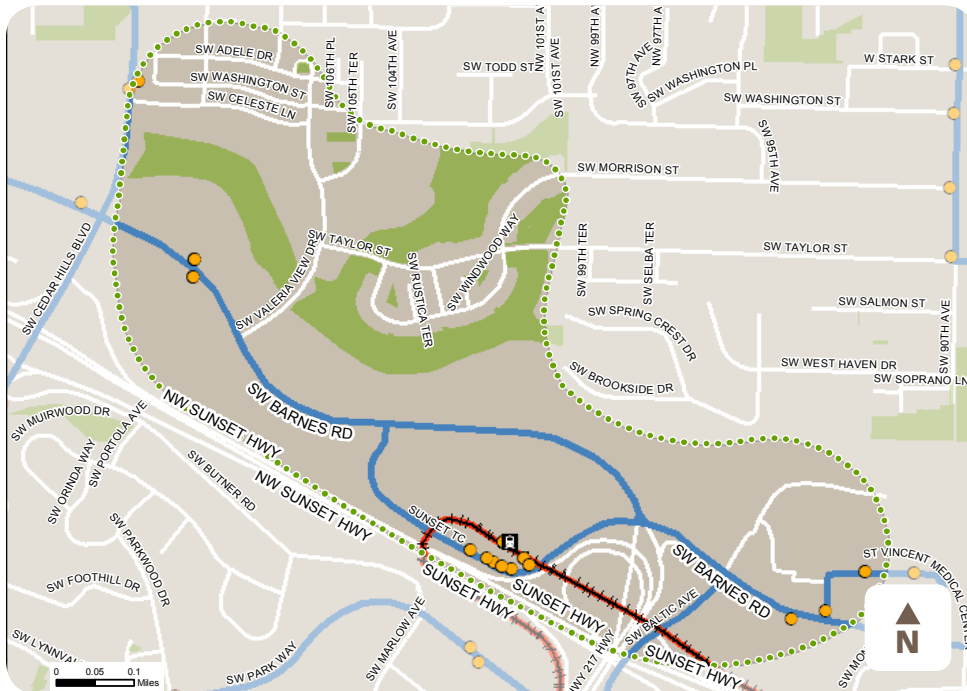 SW ADELE DR
SW WASHINGTON ST
SW CELESTE LN
SW 106TH PL
SW 105TH TER
SW 104TH AVE
SW TODD ST
NW 101ST A
SW 101ST AVE
NW 99TH A
NW 97TH A
SW 97TH AVE
SW WASHINGTON PL
W STARK ST
SW WASHINGTON ST
SW 95TH AVE
SW MORRISON ST
SW TAYLOR ST
SW VALERIA VIEW DR
SW RUSTICA TER
SW WINDWOOD WAY
SW 99TH TER
SW SELBA TER
SW TAYLOR ST
SW CEDAR HILLS BLVD
SW SPRING CREST DR
SW SALMON ST
SW 90TH AVE
SW WEST HAVEN DR
SW SOPRANO LN
SW BROOKSIDE DR
SW MUIRWOOD DR
SW PORTOLA AVE
SW ORINDA WAY
NW SUNSET HWY
SW BARNES RD
SW BUTNER RD
NW SUNSET HWY
SUNSET TC
SW PARKWOOD DR
SW FOOTHILL DR
SUNSET HWY
SUNSET HWY
SW BARNES RD
ST VINCENT MEDICAL CENTE
SW BALTIC AVE
HWY 217 HWY
SUNSET HWY
SW MARLOW AVE
SW PARK WAY
SW LYNNVA
SW MO
0 0.05 0.1
Miles
N